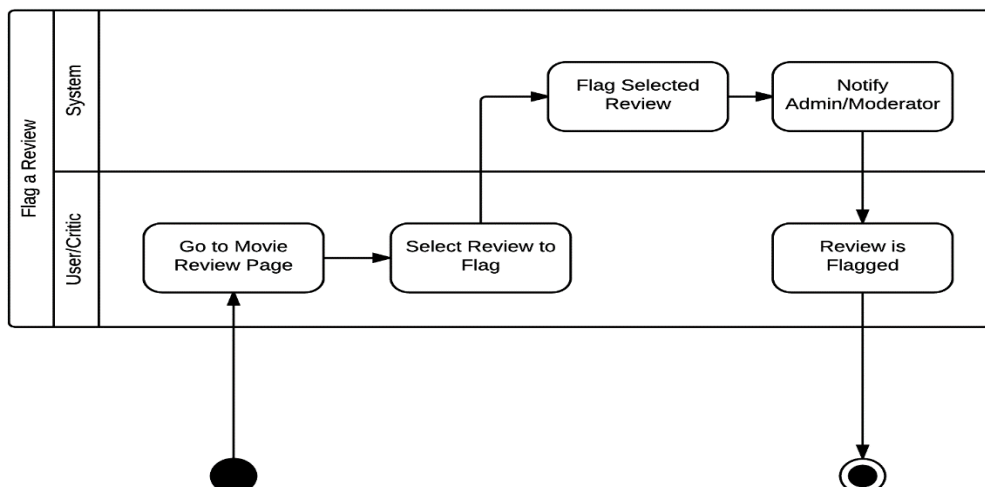 Flag a Review
System
Flag Selected
Review
Notify
Admin/Moderator
User/Critic
Go to Movie
Review Page
Select Review to
Flag
Review is
Flagged